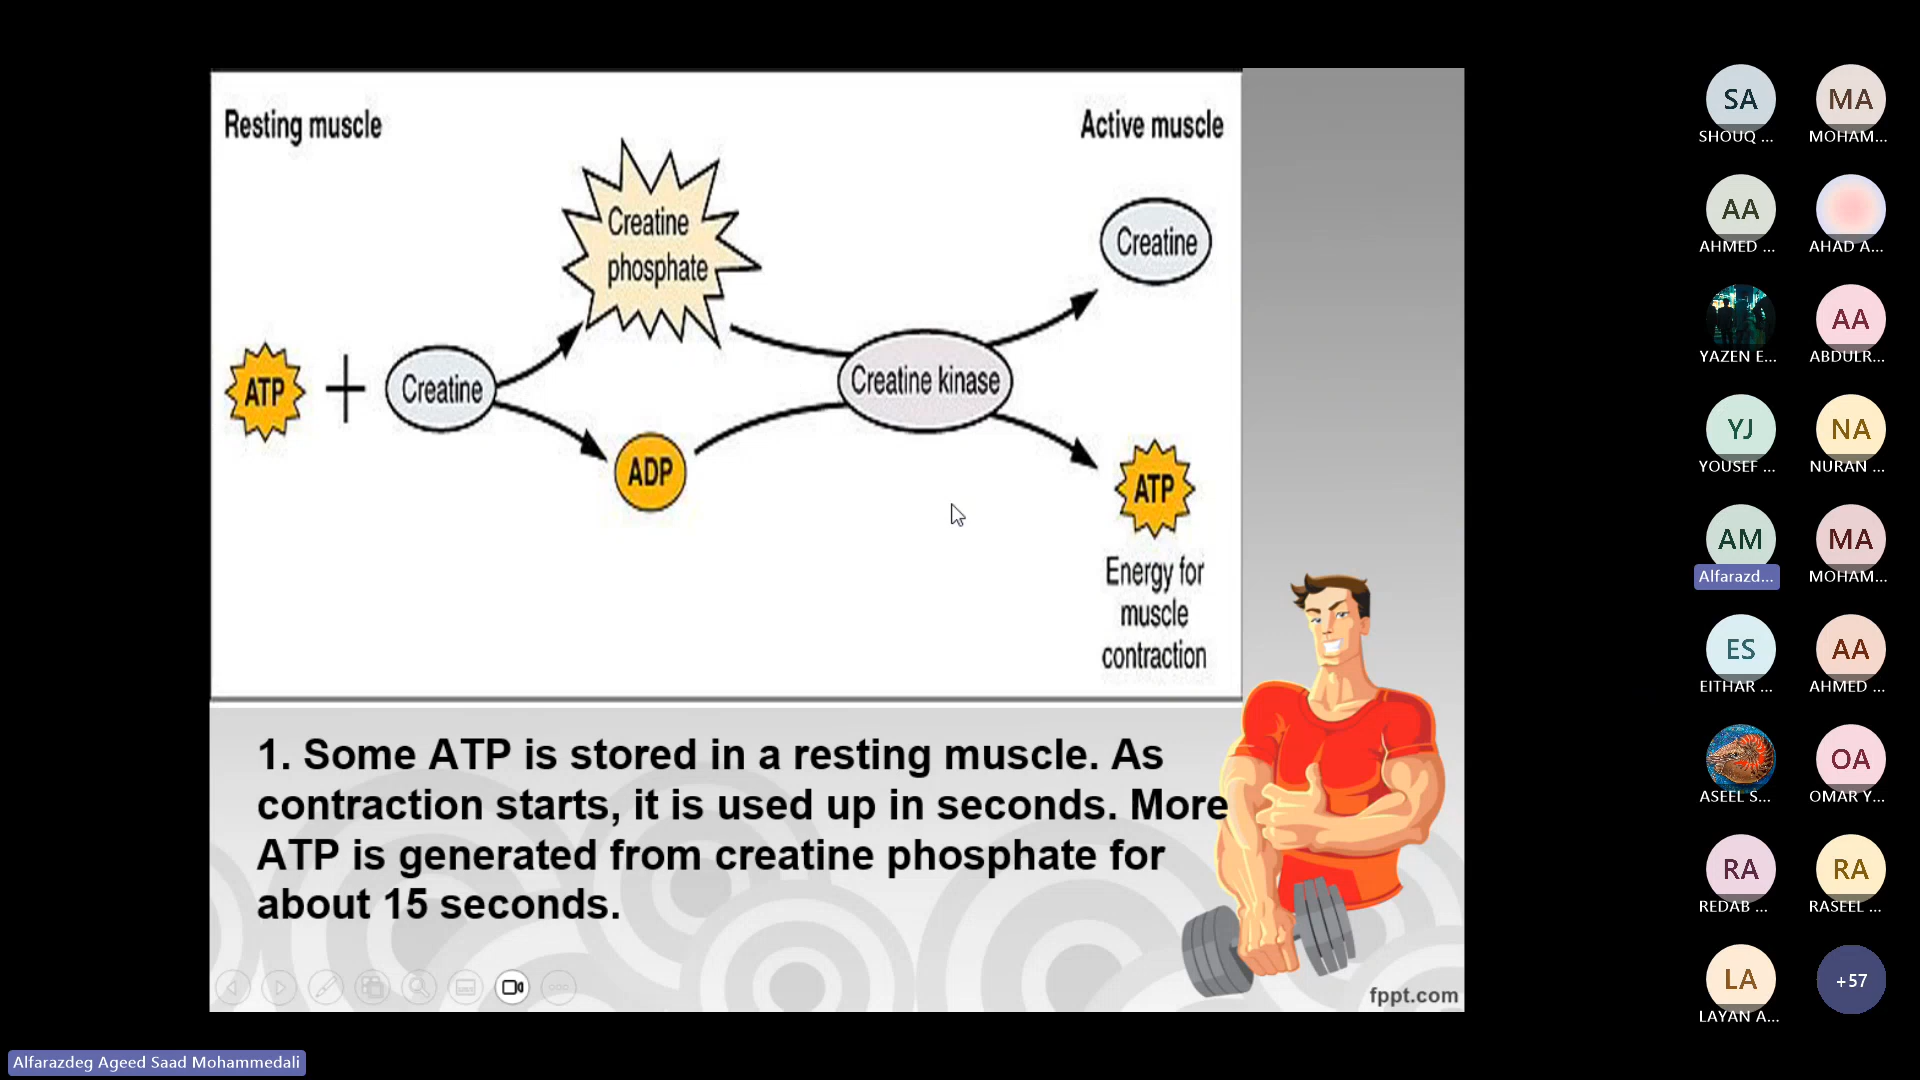 Resting muscle
Active muscle
Creatine
phosphate
Creatine
ATP
+
Creatine
Creatine kinase
ADP
ATP
Energy for
muscle
contraction
1. Some ATP is stored in a resting muscle. As
contraction starts, it is used up in seconds. More
ATP is generated from creatine phosphate for
about 15 seconds.
fppt.com
SA
SHOUQ ...
MA
MOHAM...
AA
AHMED ...
AHAD A...
YAZEN E...
AA
ABDULR...
YJ
YOUSEF ...
NA
NURAN ...
AM
Alfarazd...
MA
MOHAM...
ES
EITHAR ...
AA
AHMED ...
ASEEL S...
OA
OMAR Y...
RA
REDAB ...
RA
RASEEL ...
LA
LAYAN A...
+57
Alfarazdeg Ageed Saad Mohammedali